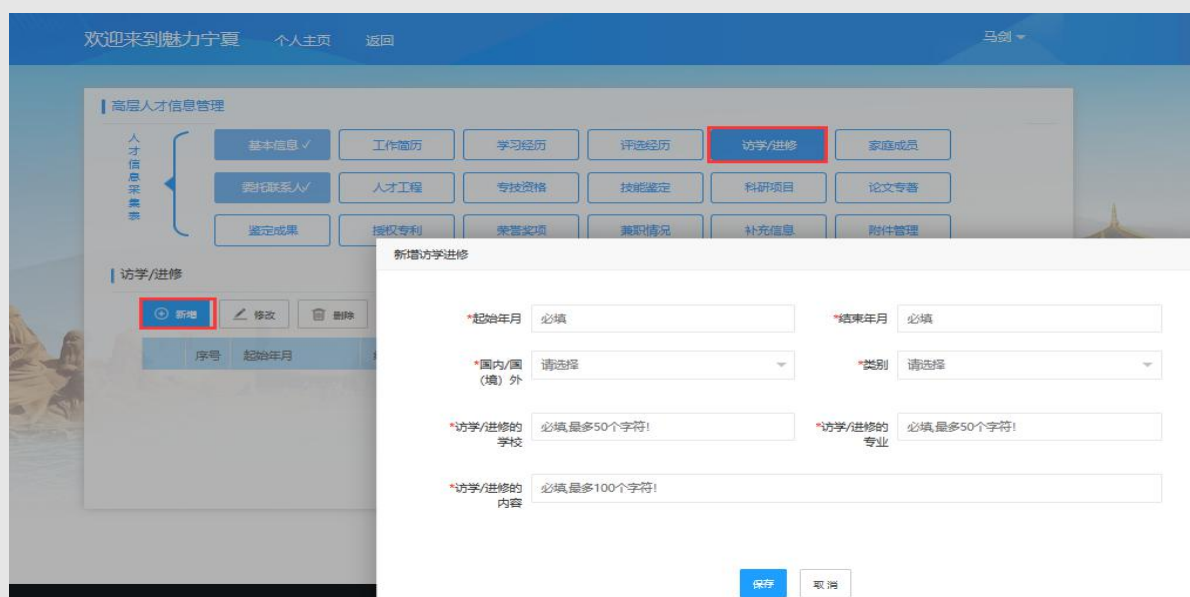 欢迎来到魅力宁夏 个人主页 返回 马剑
高层人才信息管理
人才信息采集表
基本信息✓ 工作简历 学习经历 评选经历 访学/进修 家庭成员
委托联系人✓ 人才工程 专技资格 技能鉴定 科研项目 论文专著
鉴定成果 授权专利 荣誉奖项 兼职情况 补充信息 附件管理
新增访学进修
访学/进修
新增 修改 删除
序号 起始年月
*起始年月 必填 *结束年月 必填
*国内/国(境)外 请选择 *类别 请选择
*访学/进修的学校 必填,最多50个字符! *访学/进修的专业 必填,最多50个字符!
*访学/进修的内容 必填,最多100个字符!
保存 取消